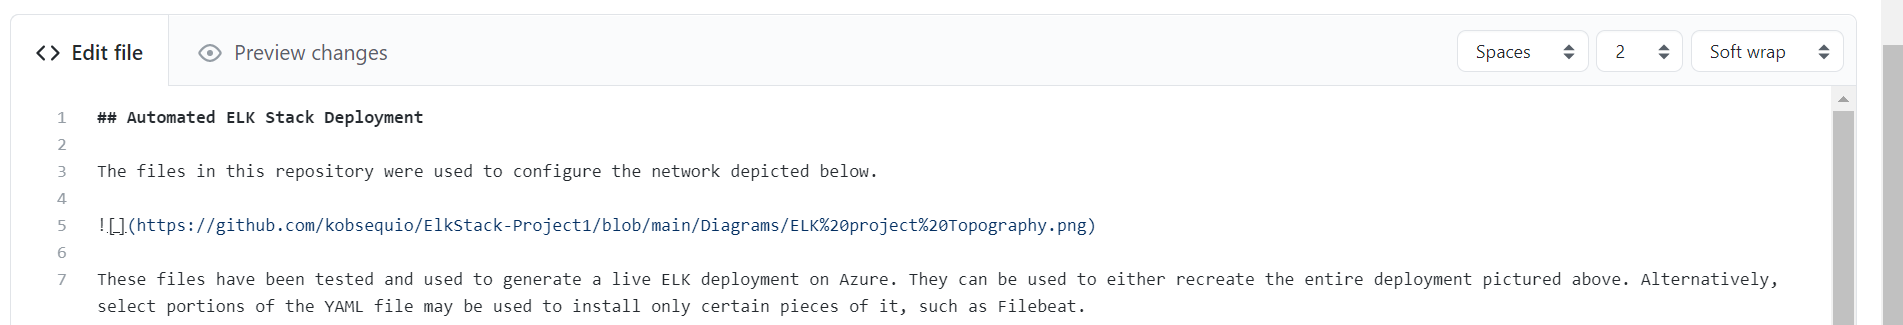 <> Edit file
Preview changes
Spaces
2
Soft wrap
1 ## Automated ELK Stack Deployment
2
3 The files in this repository were used to configure the network depicted below.
4
5 ![](https://github.com/kobsequio/ElkStack-Project1/blob/main/Diagrams/ELK%20project%20Topography.png)
6
7 These files have been tested and used to generate a live ELK deployment on Azure. They can be used to either recreate the entire deployment pictured above. Alternatively,
select portions of the YAML file may be used to install only certain pieces of it, such as Filebeat.